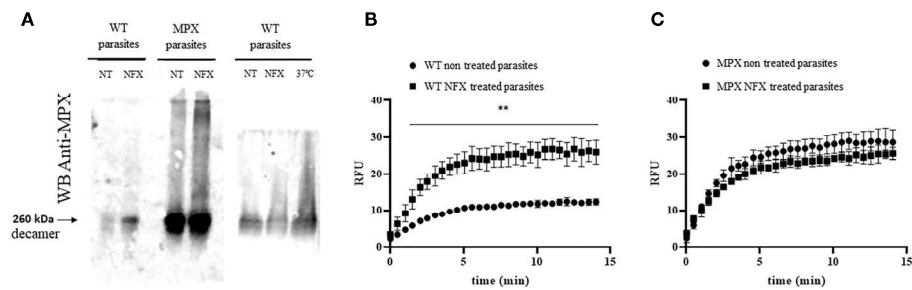 A
WT
parasites
MPX
parasites
WT
parasites
NT NFX
NT NFX
NT NFX 37ºC
WB Anti-MPX
260 kDa
decamer
B
WT non treated parasites
WT NFX treated parasites
**
RFU
40
30
20
10
0
0 5 10 15
time (min)
C
MPX non treated parasites
MPX NFX treated parasites
RFU
40
30
20
10
0
0 5 10 15
time (min)